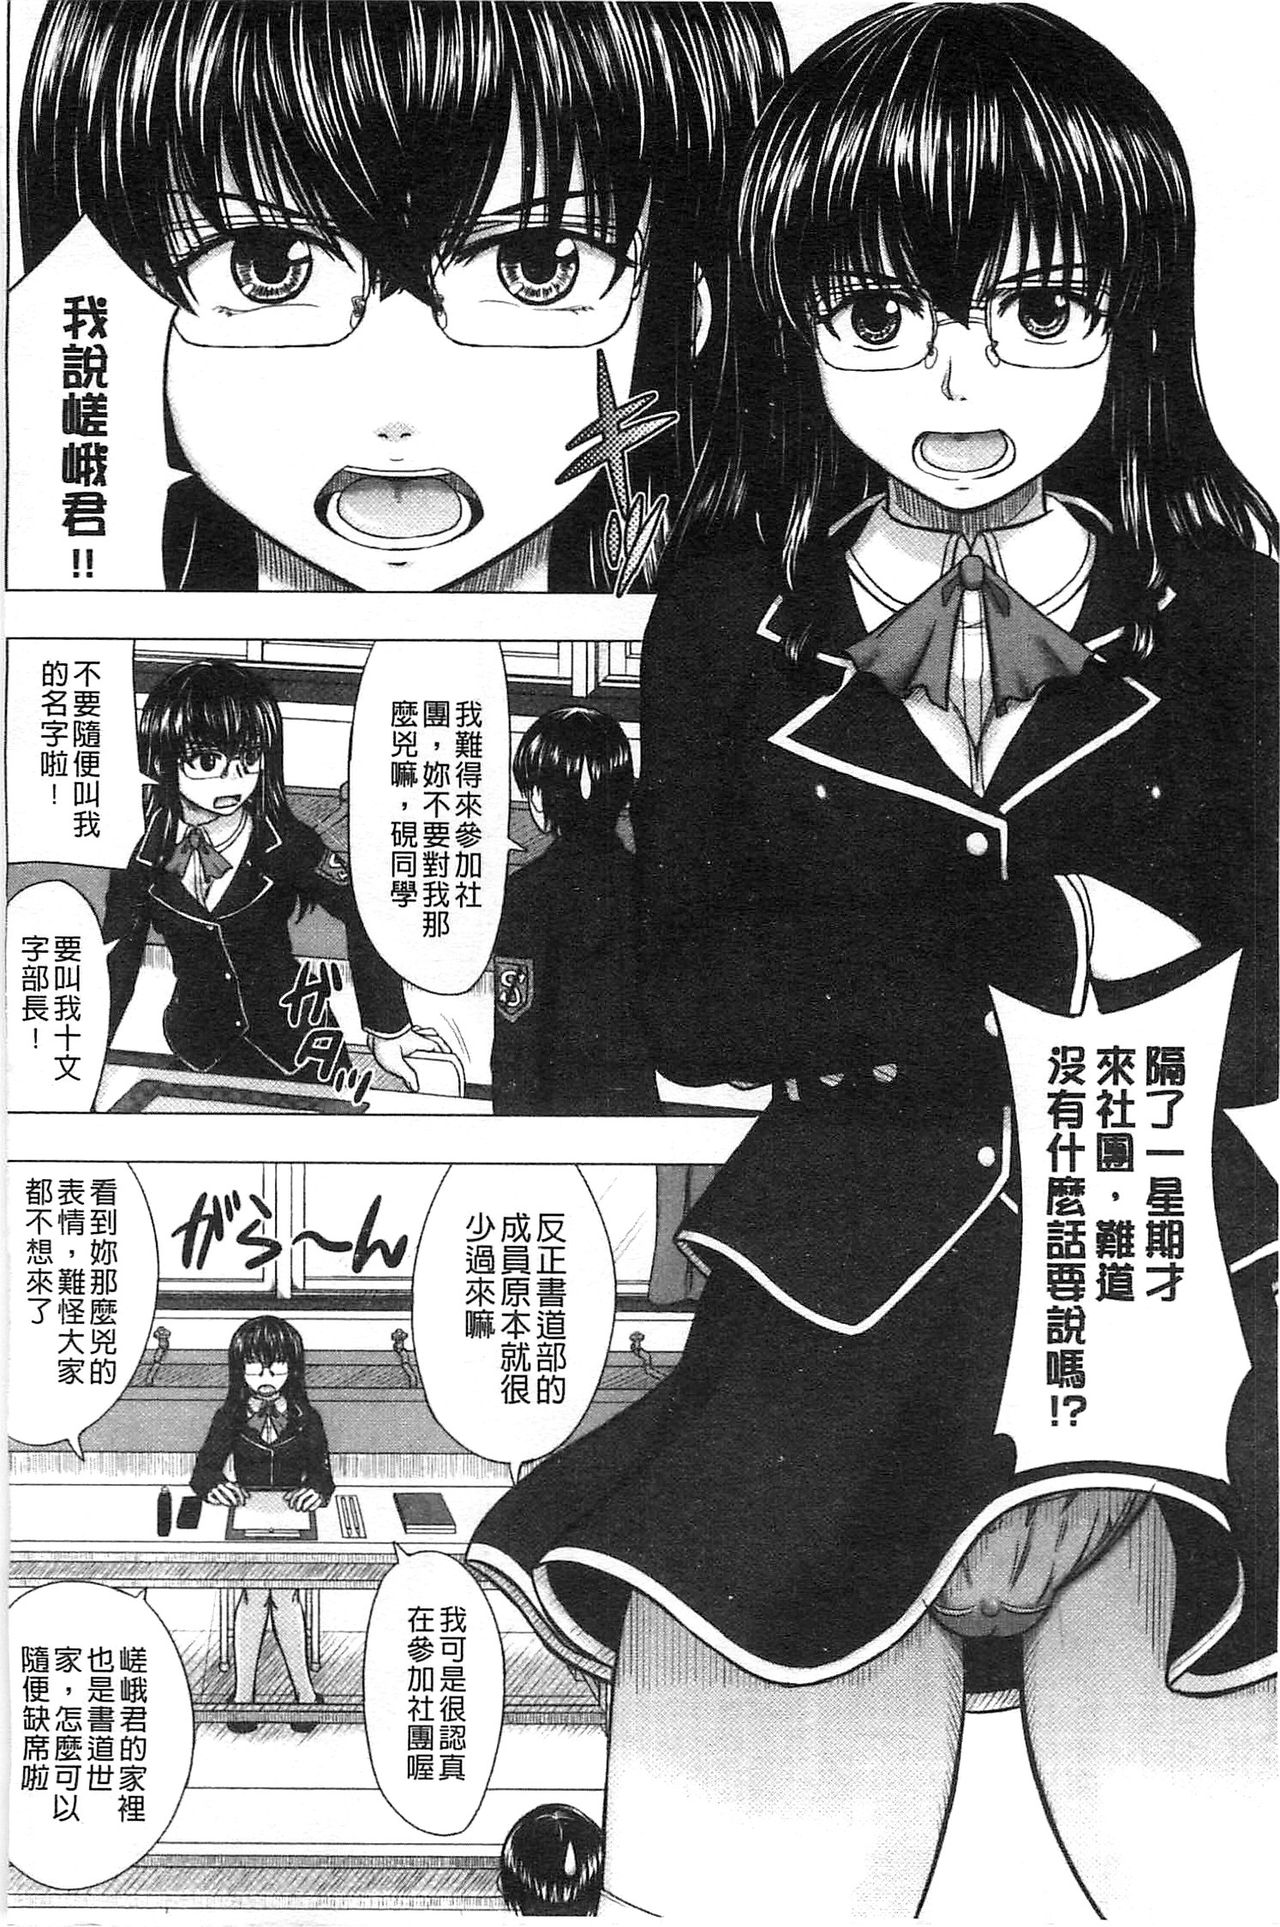 隔了一星期才
來社團，難道
沒有什麼話要說嗎!?
我說嵯峨君!!
我難得來參加社
團，妳不要對我那
麼兇嘛，硯同學
不要隨便叫我
的名字啦！
要叫我十文
字部長！
ガタッ
反正書道部的
成員原本就很
少過來嘛
がら～ん
看到妳那麼兇的
表情，難怪大家
都不想來了
我可是很認真
在參加社團喔
嵯峨君的家裡
也是書道世
家，怎麼可以
隨便缺席啦